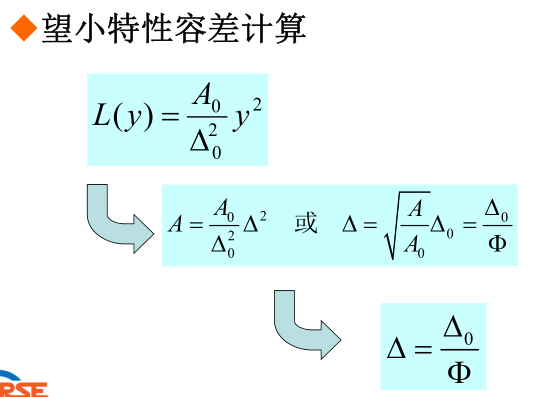 望小特性容差计算
L(y) = A₀/Δ₀² y²
A = A₀/Δ₀² Δ² 或 Δ = √(A/A₀) Δ₀ = Δ₀/Φ
Δ = Δ₀/Φ
RSE